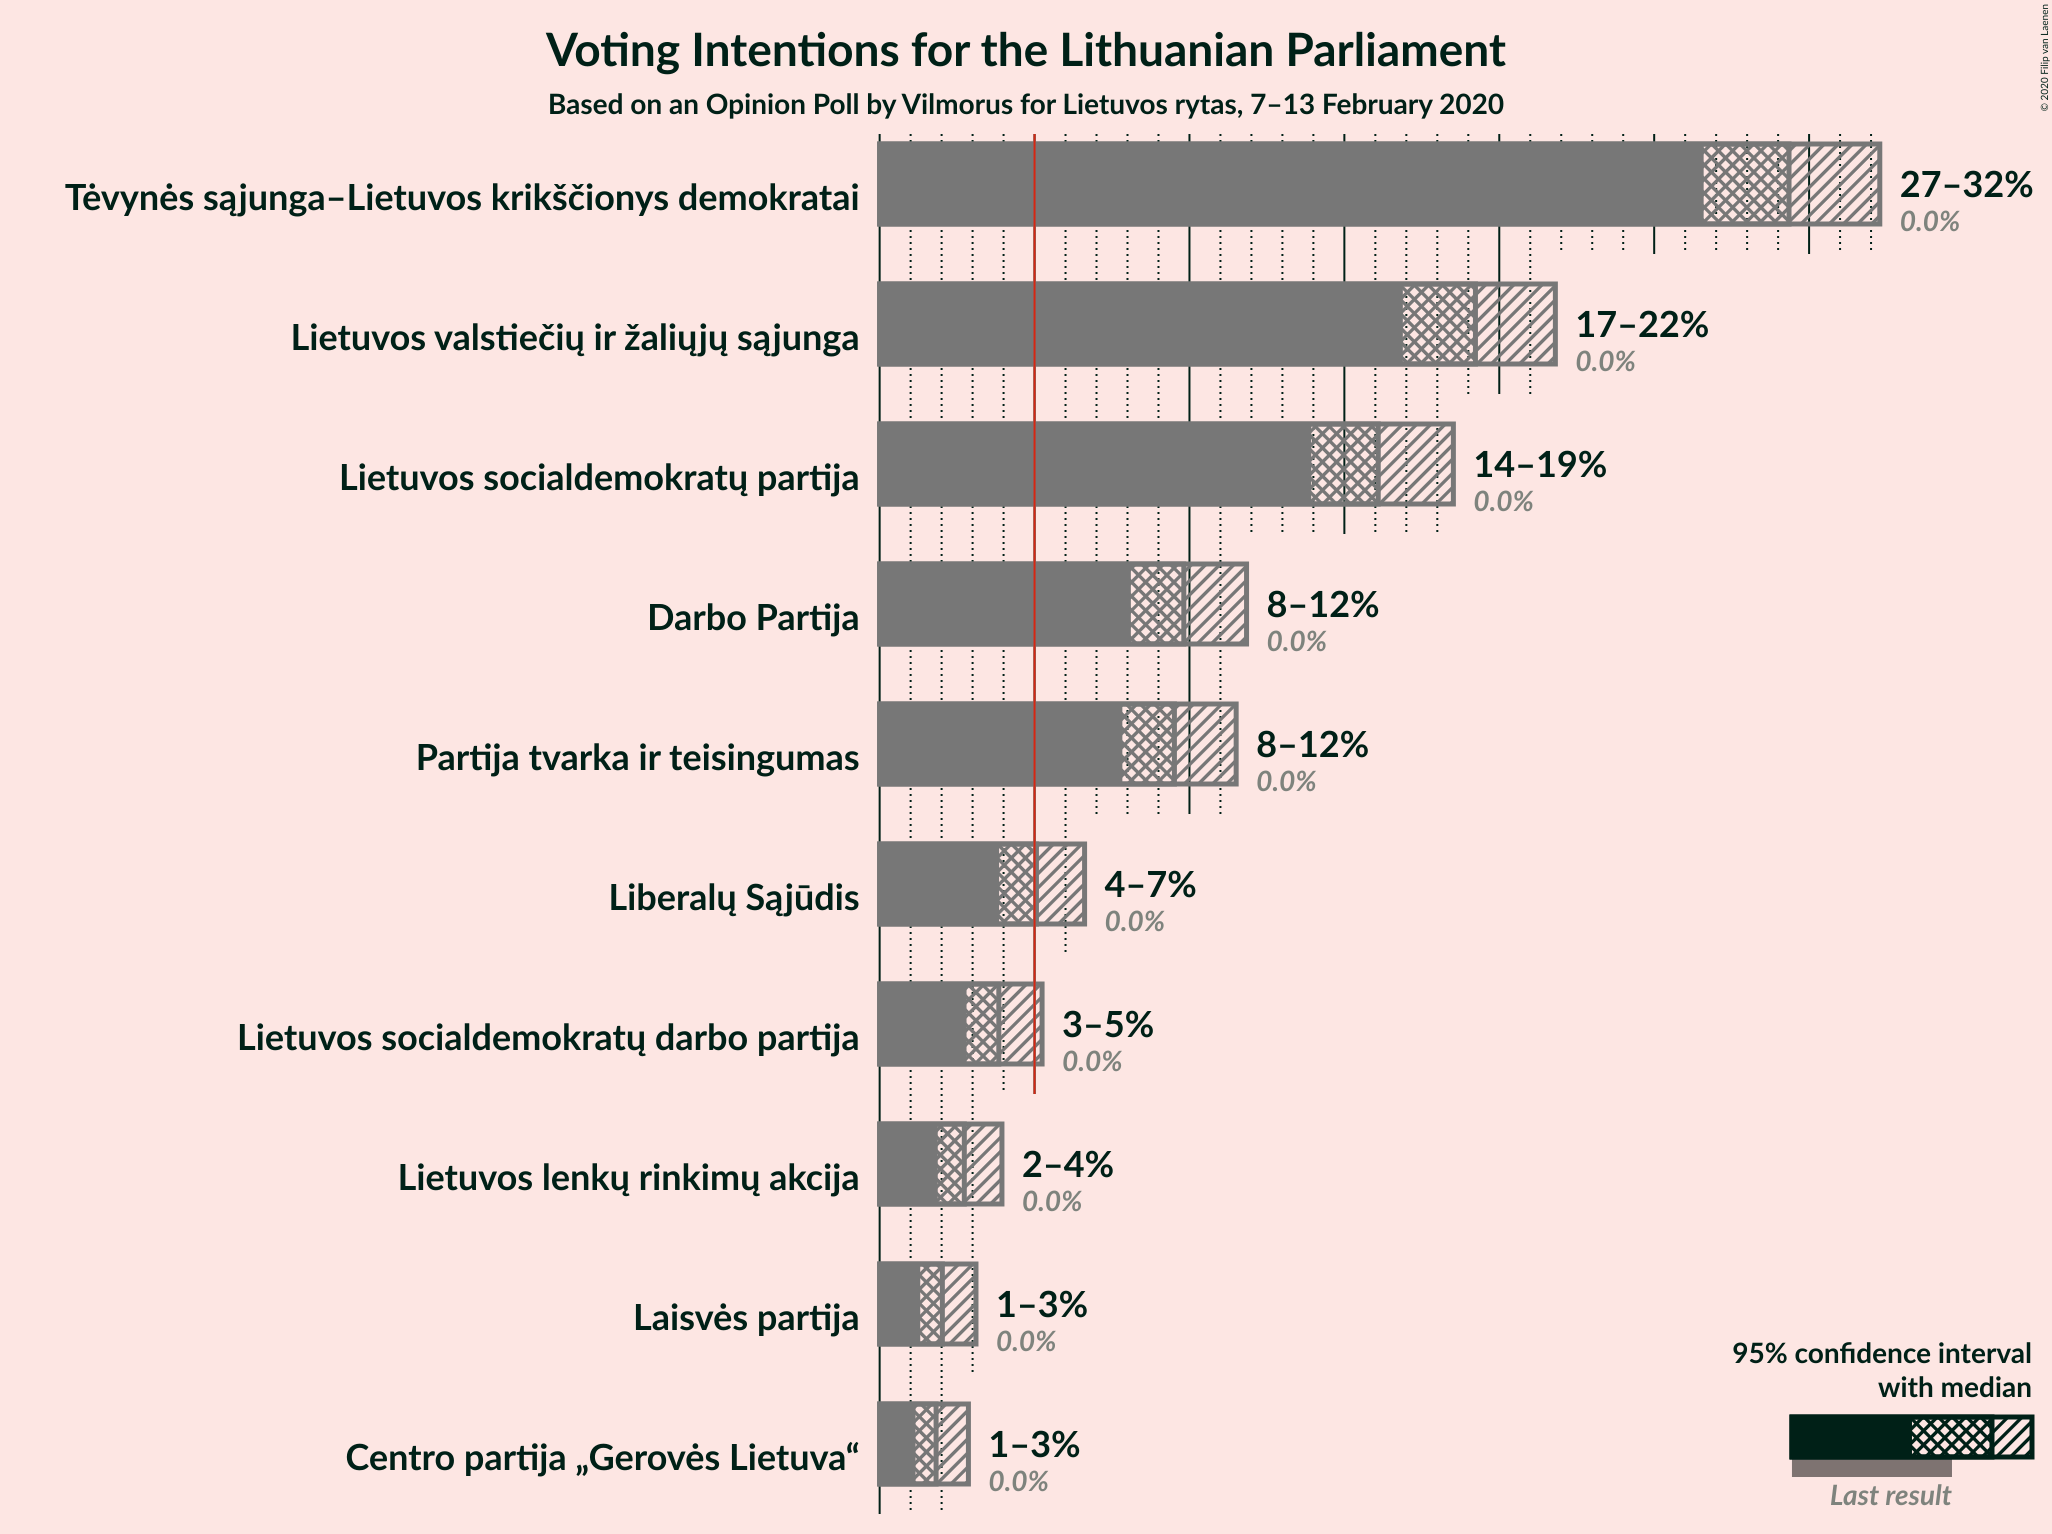 Voting Intentions for the Lithuanian Parliament
Based on an Opinion Poll by Vilmorus for Lietuvos rytas, 7–13 February 2020
© 2020 Filip van Laenen
Tėvynės sąjunga–Lietuvos krikščionys demokratai
27–32%
0.0%
Lietuvos valstiečių ir žaliųjų sąjunga
17–22%
0.0%
Lietuvos socialdemokratų partija
14–19%
0.0%
Darbo Partija
8–12%
0.0%
Partija tvarka ir teisingumas
8–12%
0.0%
Liberalų Sąjūdis
4–7%
0.0%
Lietuvos socialdemokratų darbo partija
3–5%
0.0%
Lietuvos lenkų rinkimų akcija
2–4%
0.0%
Laisvės partija
1–3%
0.0%
Centro partija „Gerovės Lietuva“
1–3%
0.0%
95% confidence interval
with median
Last result